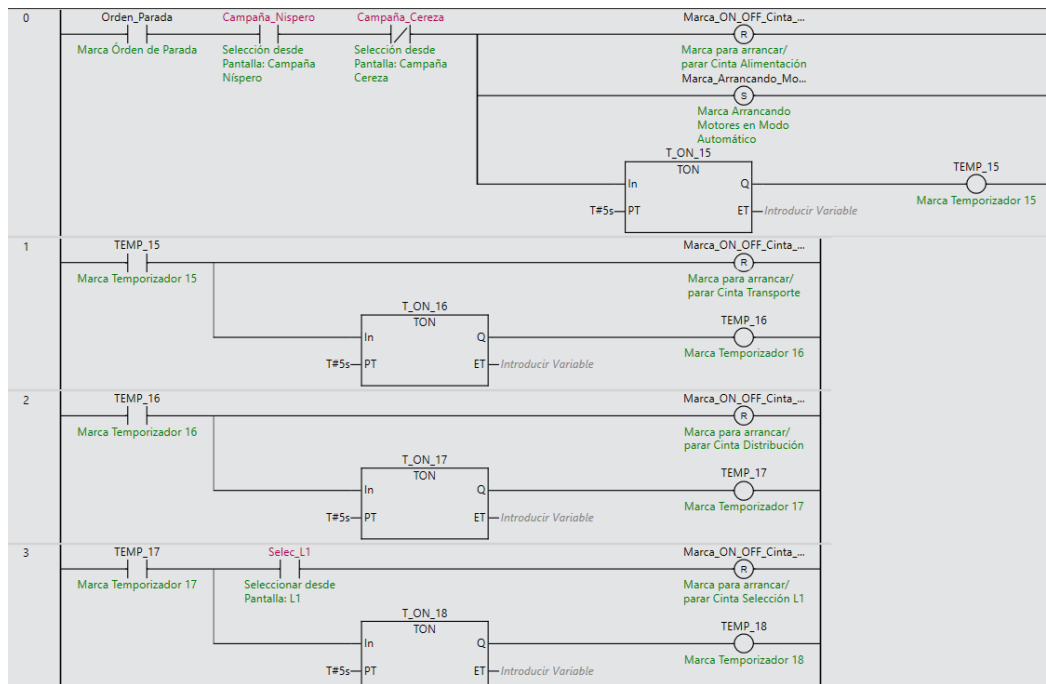 0
Orden_Parada
Campaña_Nispero
Campaña_Cereza
Marca_ON_OFF_Cinta_...
R
Marca Órden de Parada
Selección desde
Pantalla: Campaña
Níspero
Selección desde
Pantalla: Campaña
Cereza
Marca para arrancar/
parar Cinta Alimentación
Marca_Arrancando_Mo...
S
Marca Arrancando
Motores en Modo
Automático
T_ON_15
TON
In
Q
T#5s
PT
ET
Introducir Variable
TEMP_15
Marca Temporizador 15
1
TEMP_15
Marca Temporizador 15
Marca_ON_OFF_Cinta_...
R
Marca para arrancar/
parar Cinta Transporte
T_ON_16
TON
In
Q
T#5s
PT
ET
Introducir Variable
TEMP_16
Marca Temporizador 16
2
TEMP_16
Marca Temporizador 16
Marca_ON_OFF_Cinta_...
R
Marca para arrancar/
parar Cinta Distribución
T_ON_17
TON
In
Q
T#5s
PT
ET
Introducir Variable
TEMP_17
Marca Temporizador 17
3
TEMP_17
Marca Temporizador 17
Selec_L1
Seleccionar desde
Pantalla: L1
Marca_ON_OFF_Cinta_...
R
Marca para arrancar/
parar Cinta Selección L1
T_ON_18
TON
In
Q
T#5s
PT
ET
Introducir Variable
TEMP_18
Marca Temporizador 18